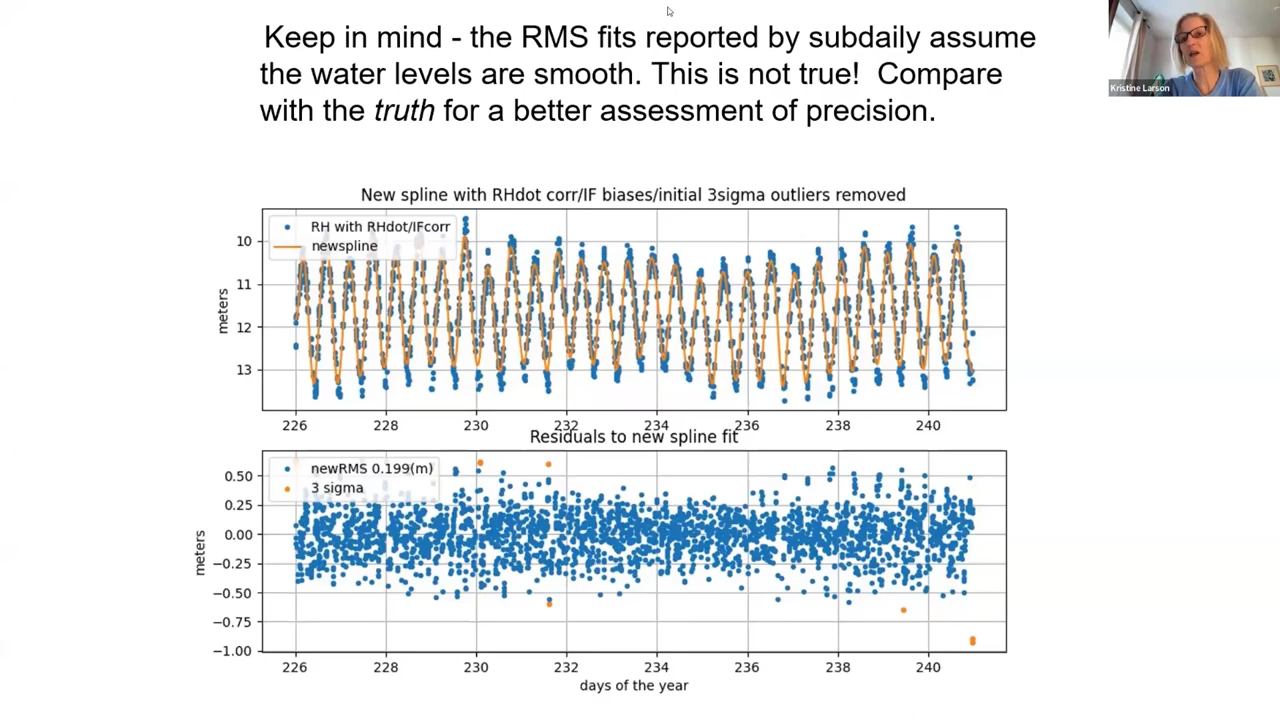 Keep in mind - the RMS fits reported by subdaily assume
the water levels are smooth. This is not true! Compare
with the truth for a better assessment of precision.
Kristine Larson
New spline with RHdot corr/IF biases/initial 3sigma outliers removed
RH with RHdot/IFcorr
newspline
meters
10
11
12
13
226 228 230 232 234 236 238 240
Residuals to new spline fit
newRMS 0.199(m)
3 sigma
meters
0.50
0.25
0.00
−0.25
−0.50
−0.75
−1.00
226 228 230 232 234 236 238 240
days of the year